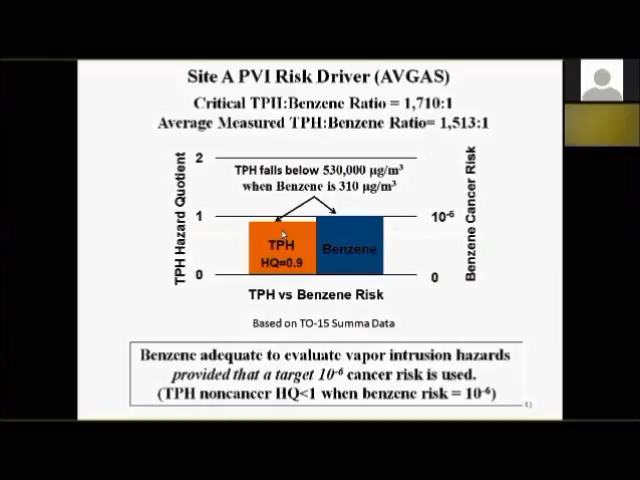 Site A PVI Risk Driver (AVGAS)
Critical TPH:Benzene Ratio = 1,710:1
Average Measured TPH:Benzene Ratio= 1,513:1
TPH Hazard Quotient
2
1
0
TPH falls below 530,000 µg/m³
when Benzene is 310 µg/m³
TPH
HQ=0.9
Benzene
10⁻⁶
0
Benzene Cancer Risk
TPH vs Benzene Risk
Based on TO-15 Summa Data
Benzene adequate to evaluate vapor intrusion hazards
provided that a target 10⁻⁶ cancer risk is used.
(TPH noncancer HQ<1 when benzene risk = 10⁻⁶)